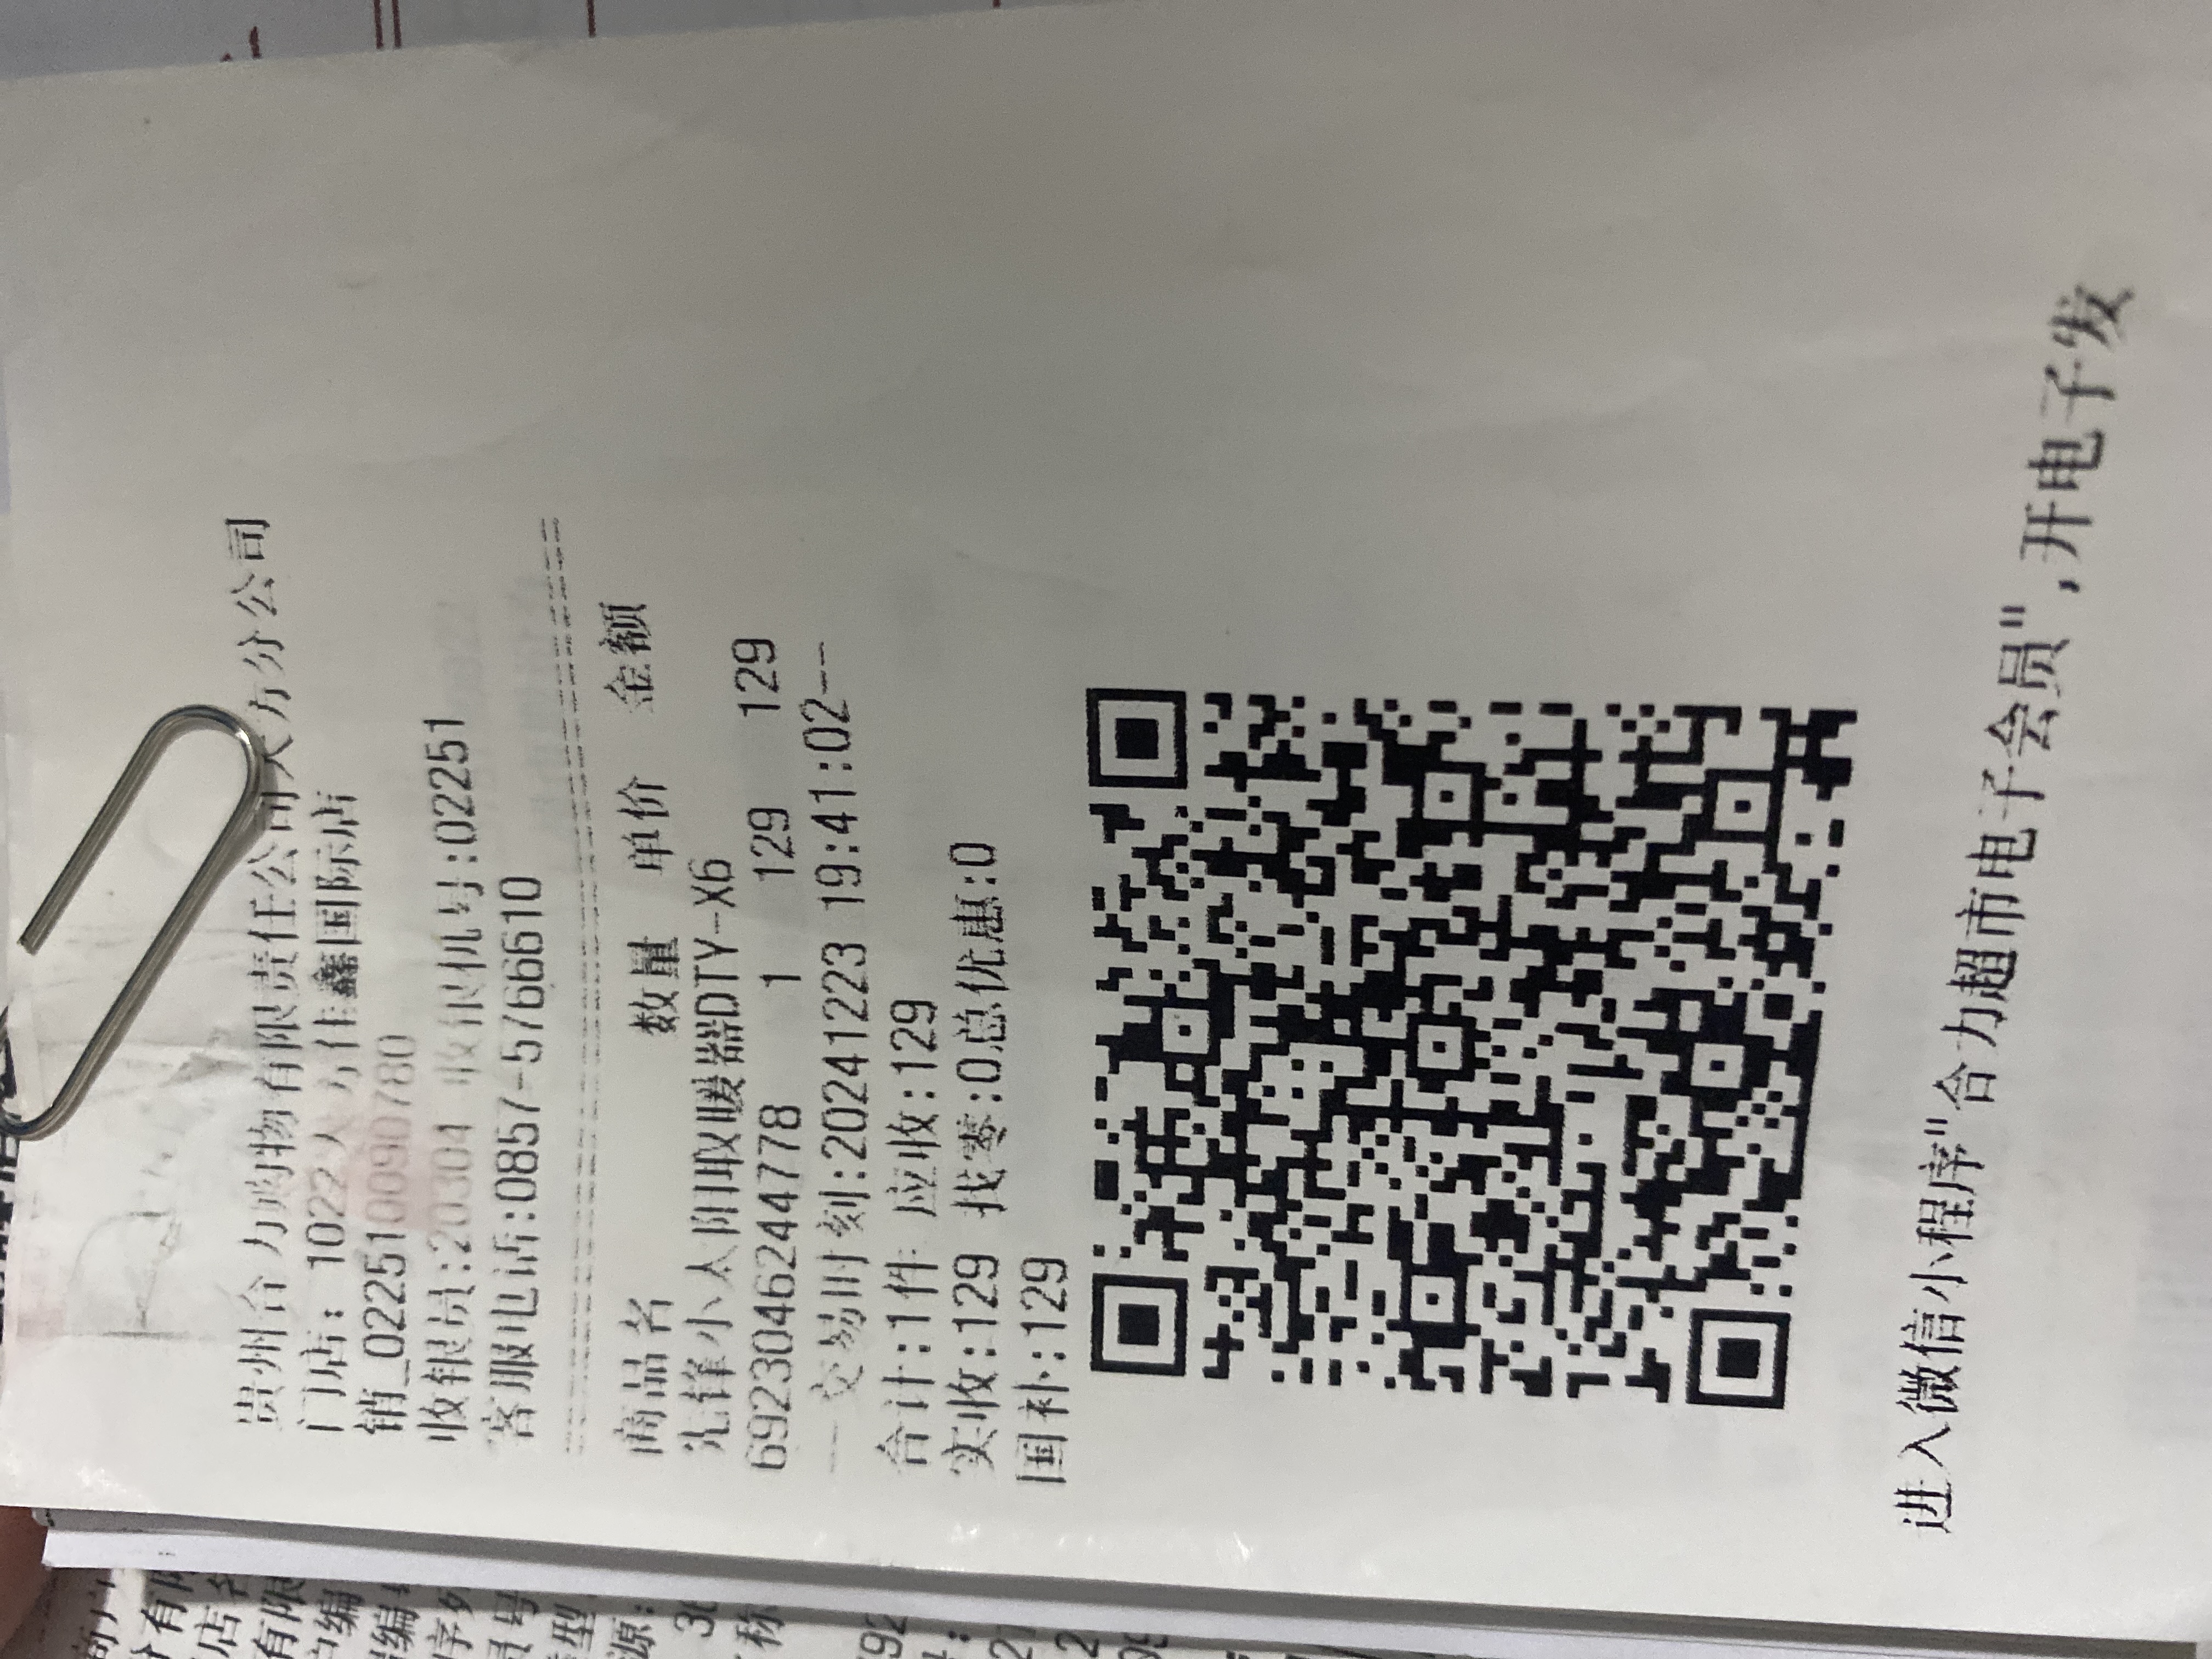 贵州合力购物有限责任公司大方分公司
门店: 1022大方佳鑫国际店
销_0225100090780
收银员:20304 收银机号:02251
客服电话:0857-5766610
商品名 数量 单价 金额
先锋小太阳取暖器DTY-X6
6923046244778 1 129 129
--交易时刻:20241223 19:41:02--
合计:1件 应收:129
实收:129 找零:0总优惠:0
国补:129
进入微信小程序"合力超市电子会员",开电子发